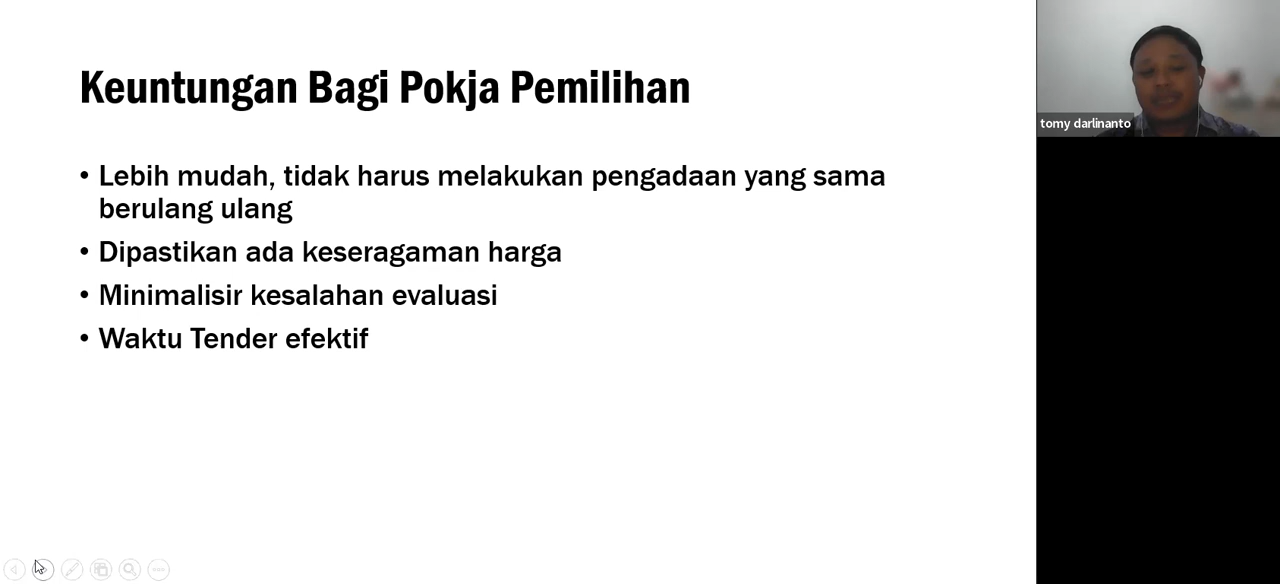 Keuntungan Bagi Pokja Pemilihan
• Lebih mudah, tidak harus melakukan pengadaan yang sama
berulang ulang
• Dipastikan ada keseragaman harga
• Minimalisir kesalahan evaluasi
• Waktu Tender efektif
tomy darlinanto